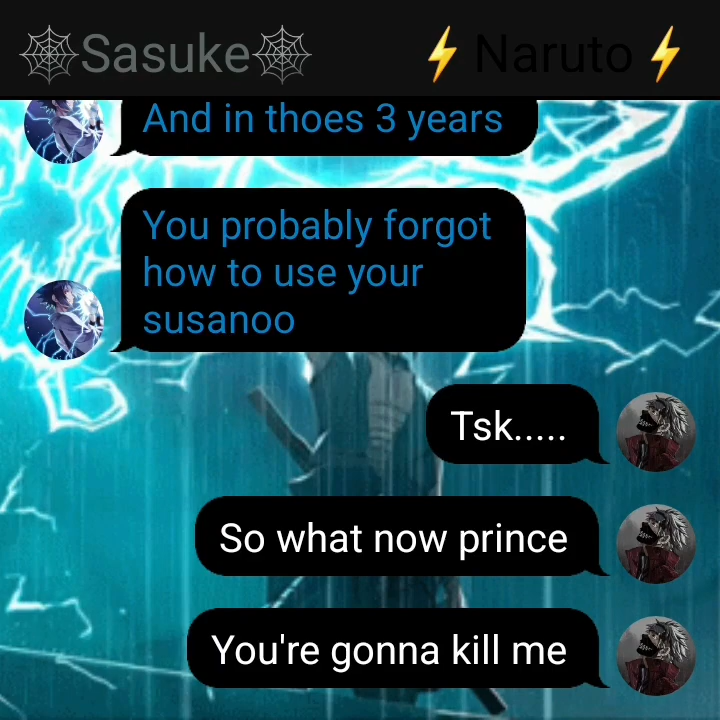 🕸Sasuke🕸 ⚡ Naruto ⚡
And in thoes 3 years
You probably forgot
how to use your
susanoo
Tsk.....
So what now prince
You're gonna kill me